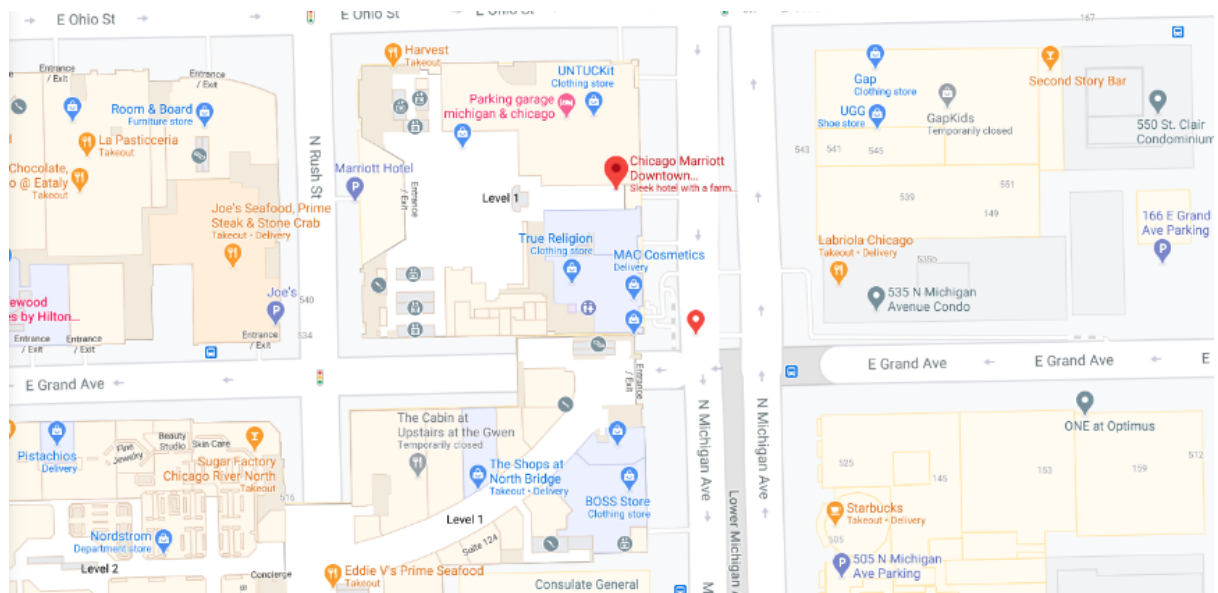 E Ohio St
E Ohio St
E Ohio St
167
Harvest
Takeout
Entrance
/ Exit
Entrance
/ Exit
UNTUCKit
Clothing store
Gap
Clothing store
Second Story Bar
Room & Board
Furniture store
Parking garage
michigan & chicago
GapKids
Temporarily closed
UGG
Shoe store
550 St. Clair
Condominium
La Pasticceria
Takeout
N Rush St
543
541
545
Chocolate,
o @ Eataly
Takeout
Marriott Hotel
Entrance
/ Exit
Level 1
Chicago Marriott
Downtown...
Sleek hotel with a farm...
551
539
149
Joe's Seafood, Prime
Steak & Stone Crab
Takeout • Delivery
166 E Grand
Ave Parking
True Religion
Clothing store
MAC Cosmetics
Delivery
Labriola Chicago
Takeout • Delivery
535b
Joe's
540
535 N Michigan
Avenue Condo
ewood
es by Hilton...
534
Entrance
/ Exit
Entrance
/ Exit
Entrance
/ Exit
E Grand Ave
Entrance
/ Exit
E Grand Ave
E Grand Ave
E
N Michigan Ave
N Michigan Ave
The Cabin at
Upstairs at the Gwen
Temporarily closed
ONE at Optimus
Pistachios
Delivery
Fine
Jewelry
Beauty
Studio
Skin Care
Sugar Factory
Chicago River North
Takeout
516
The Shops at
North Bridge
Takeout • Delivery
BOSS Store
Clothing store
Lower Michigan A
525
145
153
159
512
Starbucks
Takeout • Delivery
505
Level 1
Suite 124
Nordstrom
Department store
Level 2
Concierge
Eddie V's Prime Seafood
Takeout
Consulate General
505 N Michigan
Ave Parking